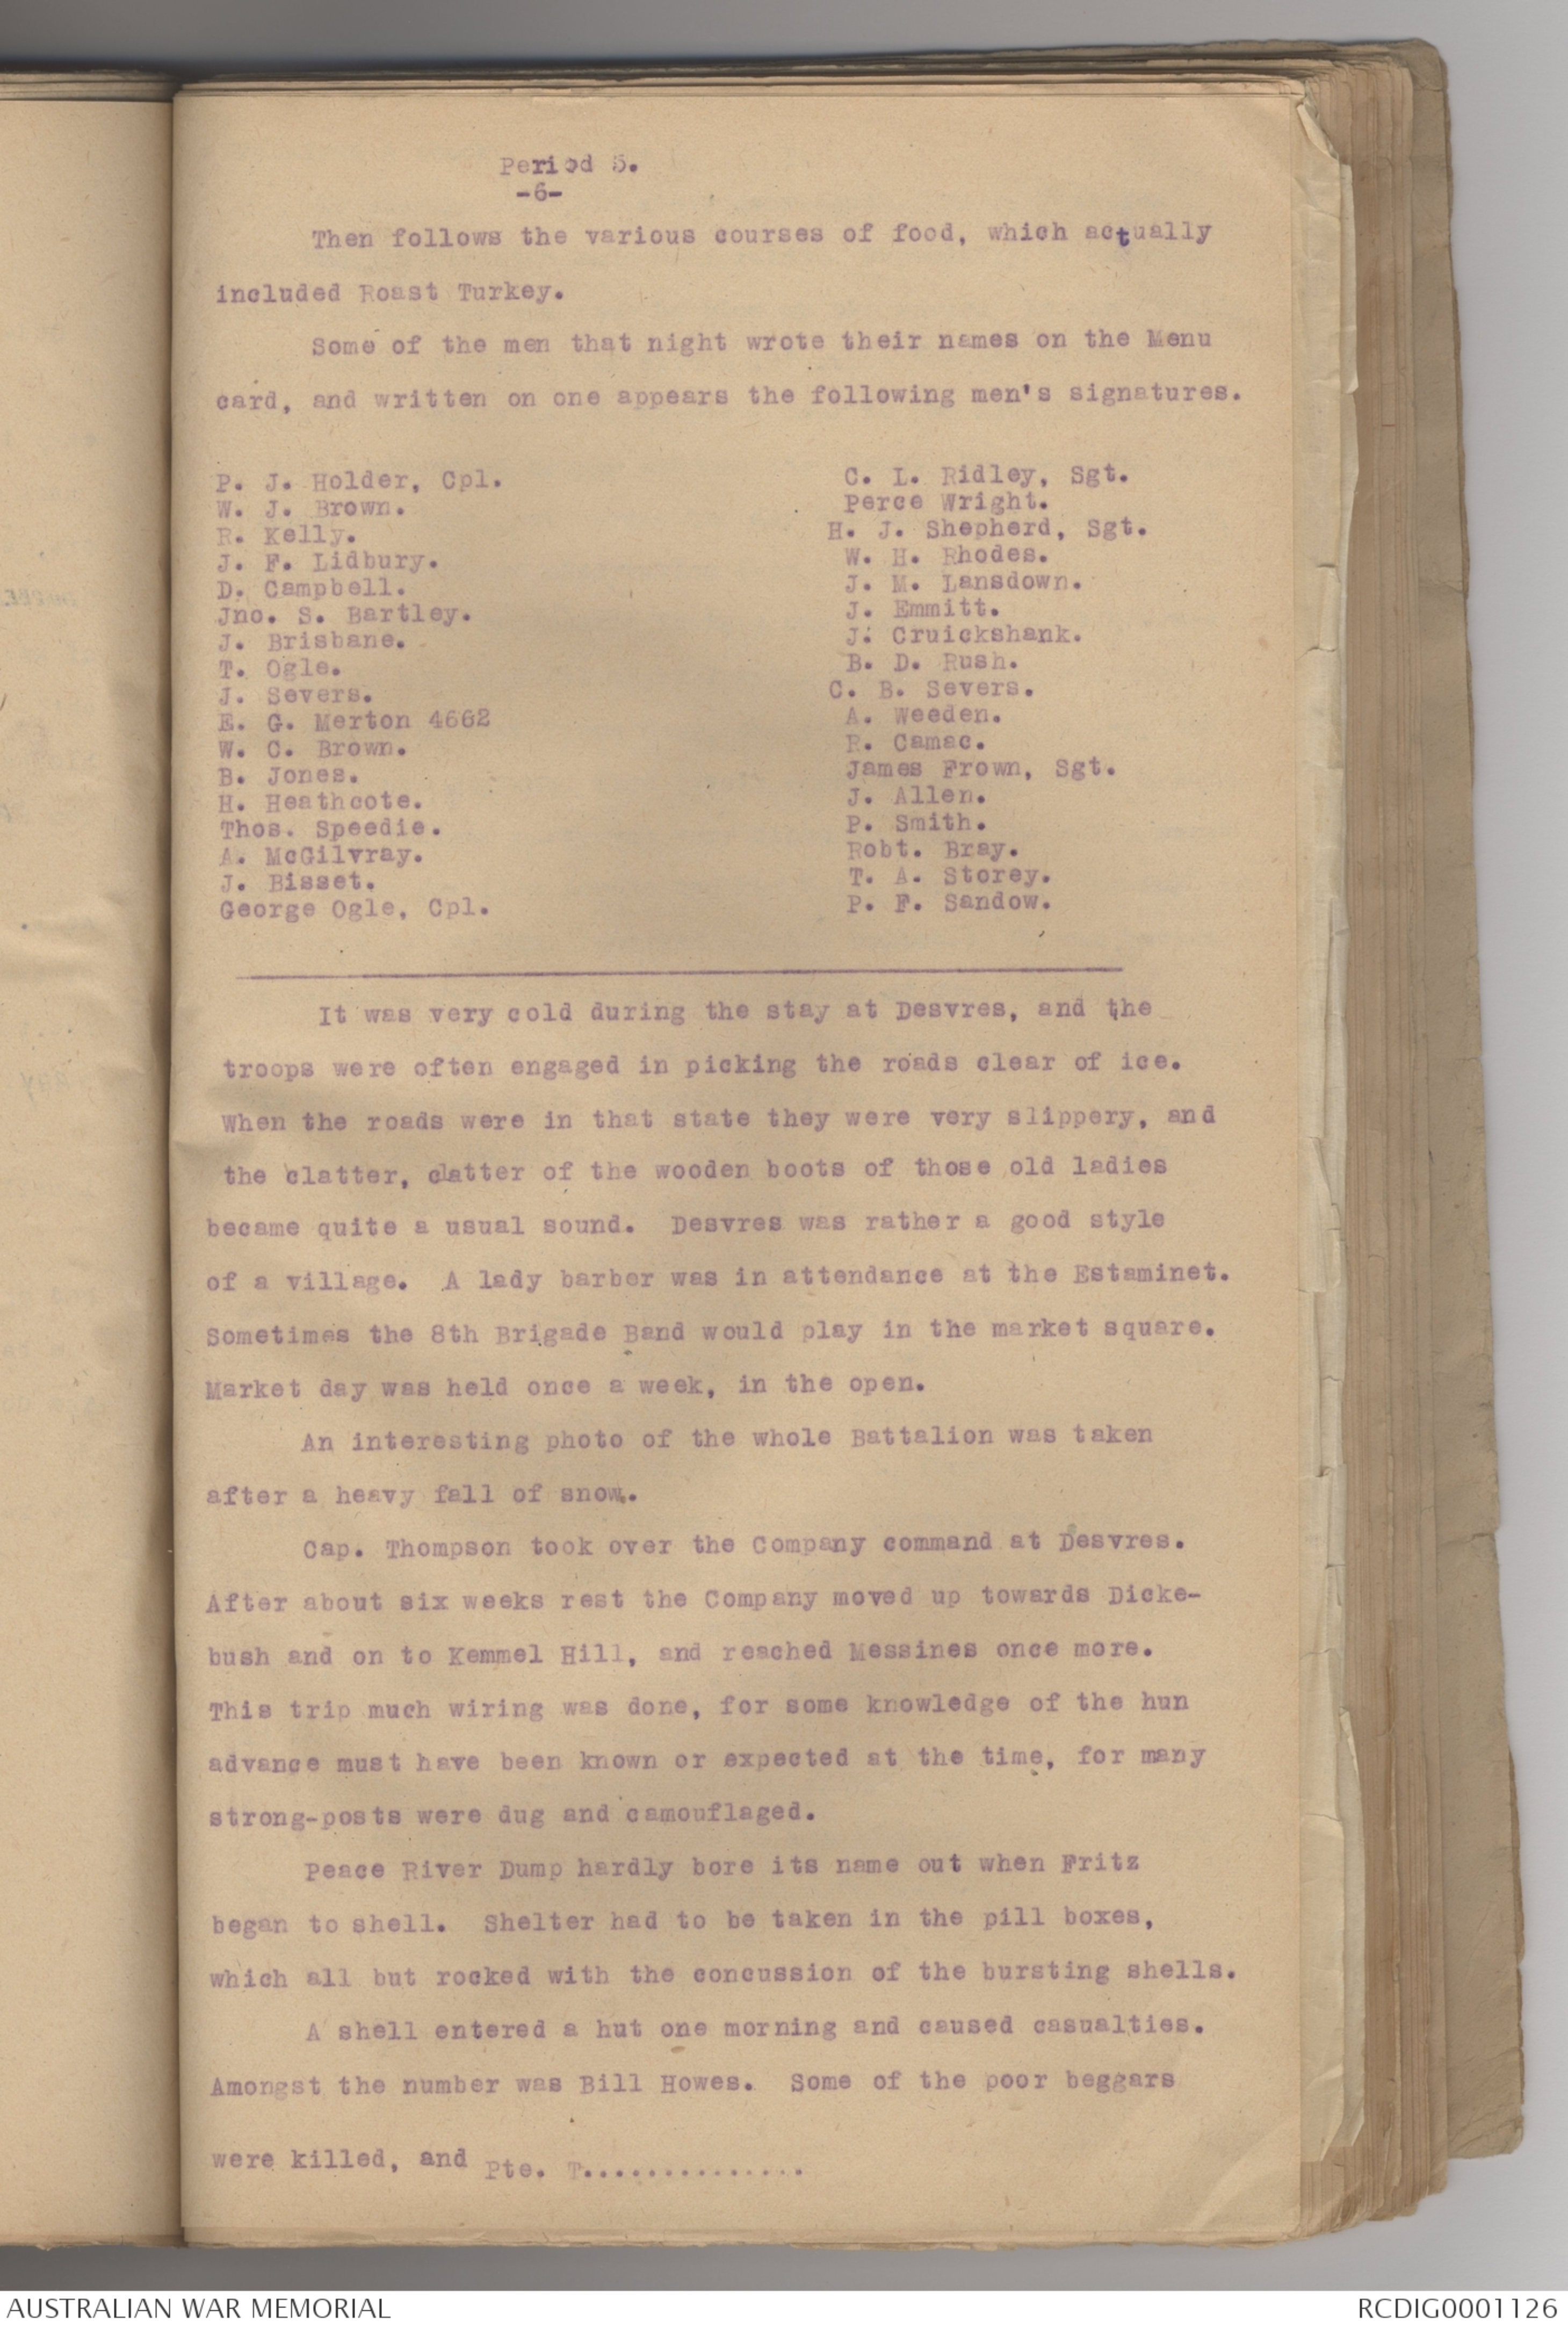 Period 5.
-6-
Then follows the various courses of food, which actually
included Roast Turkey.
Some of the men that night wrote their names on the Menu
card, and written on one appears the following men's signatures.
P. J. Holder, Cpl.
W. J. Brown.
R. Kelly.
J. F. Lidbury.
D. Campbell.
Jno. S. Bartley.
J. Brisbane.
T. Ogle.
J. Severs.
E. G. Merton 4662
W. C. Brown.
B. Jones.
H. Heathcote.
Thos. Speedie.
A. McGilvray.
J. Bisset.
George Ogle, Cpl.
C. L. Ridley, Sgt.
Perce Wright.
H. J. Shepherd, Sgt.
W. H. Rhodes.
J. M. Lansdown.
J. Emmitt.
J. Cruickshank.
B. D. Rush.
C. B. Severs.
A. Weeden.
R. Camac.
James Frown, Sgt.
J. Allen.
P. Smith.
Robt. Bray.
T. A. Storey.
P. F. Sandow.
It was very cold during the stay at Desvres, and the
troops were often engaged in picking the roads clear of ice.
When the roads were in that state they were very slippery, and
the clatter, clatter of the wooden boots of those old ladies
became quite a usual sound. Desvres was rather a good style
of a village. A lady barber was in attendance at the Estaminet.
Sometimes the 8th Brigade Band would play in the market square.
Market day was held once a week, in the open.
An interesting photo of the whole Battalion was taken
after a heavy fall of snow.
Cap. Thompson took over the Company command at Desvres.
After about six weeks rest the Company moved up towards Dicke-
bush and on to Kemmel Hill, and reached Messines once more.
This trip much wiring was done, for some knowledge of the hun
advance must have been known or expected at the time, for many
strong-posts were dug and camouflaged.
Peace River Dump hardly bore its name out when Fritz
began to shell. Shelter had to be taken in the pill boxes,
which all but rocked with the concussion of the bursting shells.
A shell entered a hut one morning and caused casualties.
Amongst the number was Bill Howes. Some of the poor beggars
were killed, and Pte. T..............
AUSTRALIAN WAR MEMORIAL
RCDIG0001126